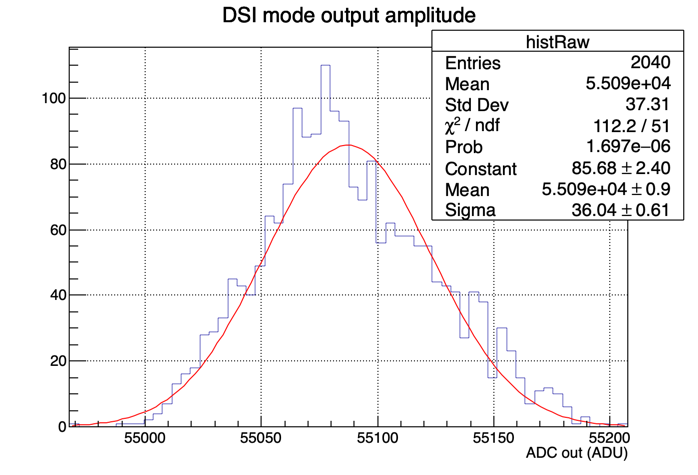 DSI mode output amplitude
histRaw
Entries 2040
Mean 5.509e+04
Std Dev 37.31
χ² / ndf 112.2 / 51
Prob 1.697e−06
Constant 85.68 ± 2.40
Mean 5.509e+04 ± 0.9
Sigma 36.04 ± 0.61
100
80
60
40
20
0
55000 55050 55100 55150 55200
ADC out (ADU)